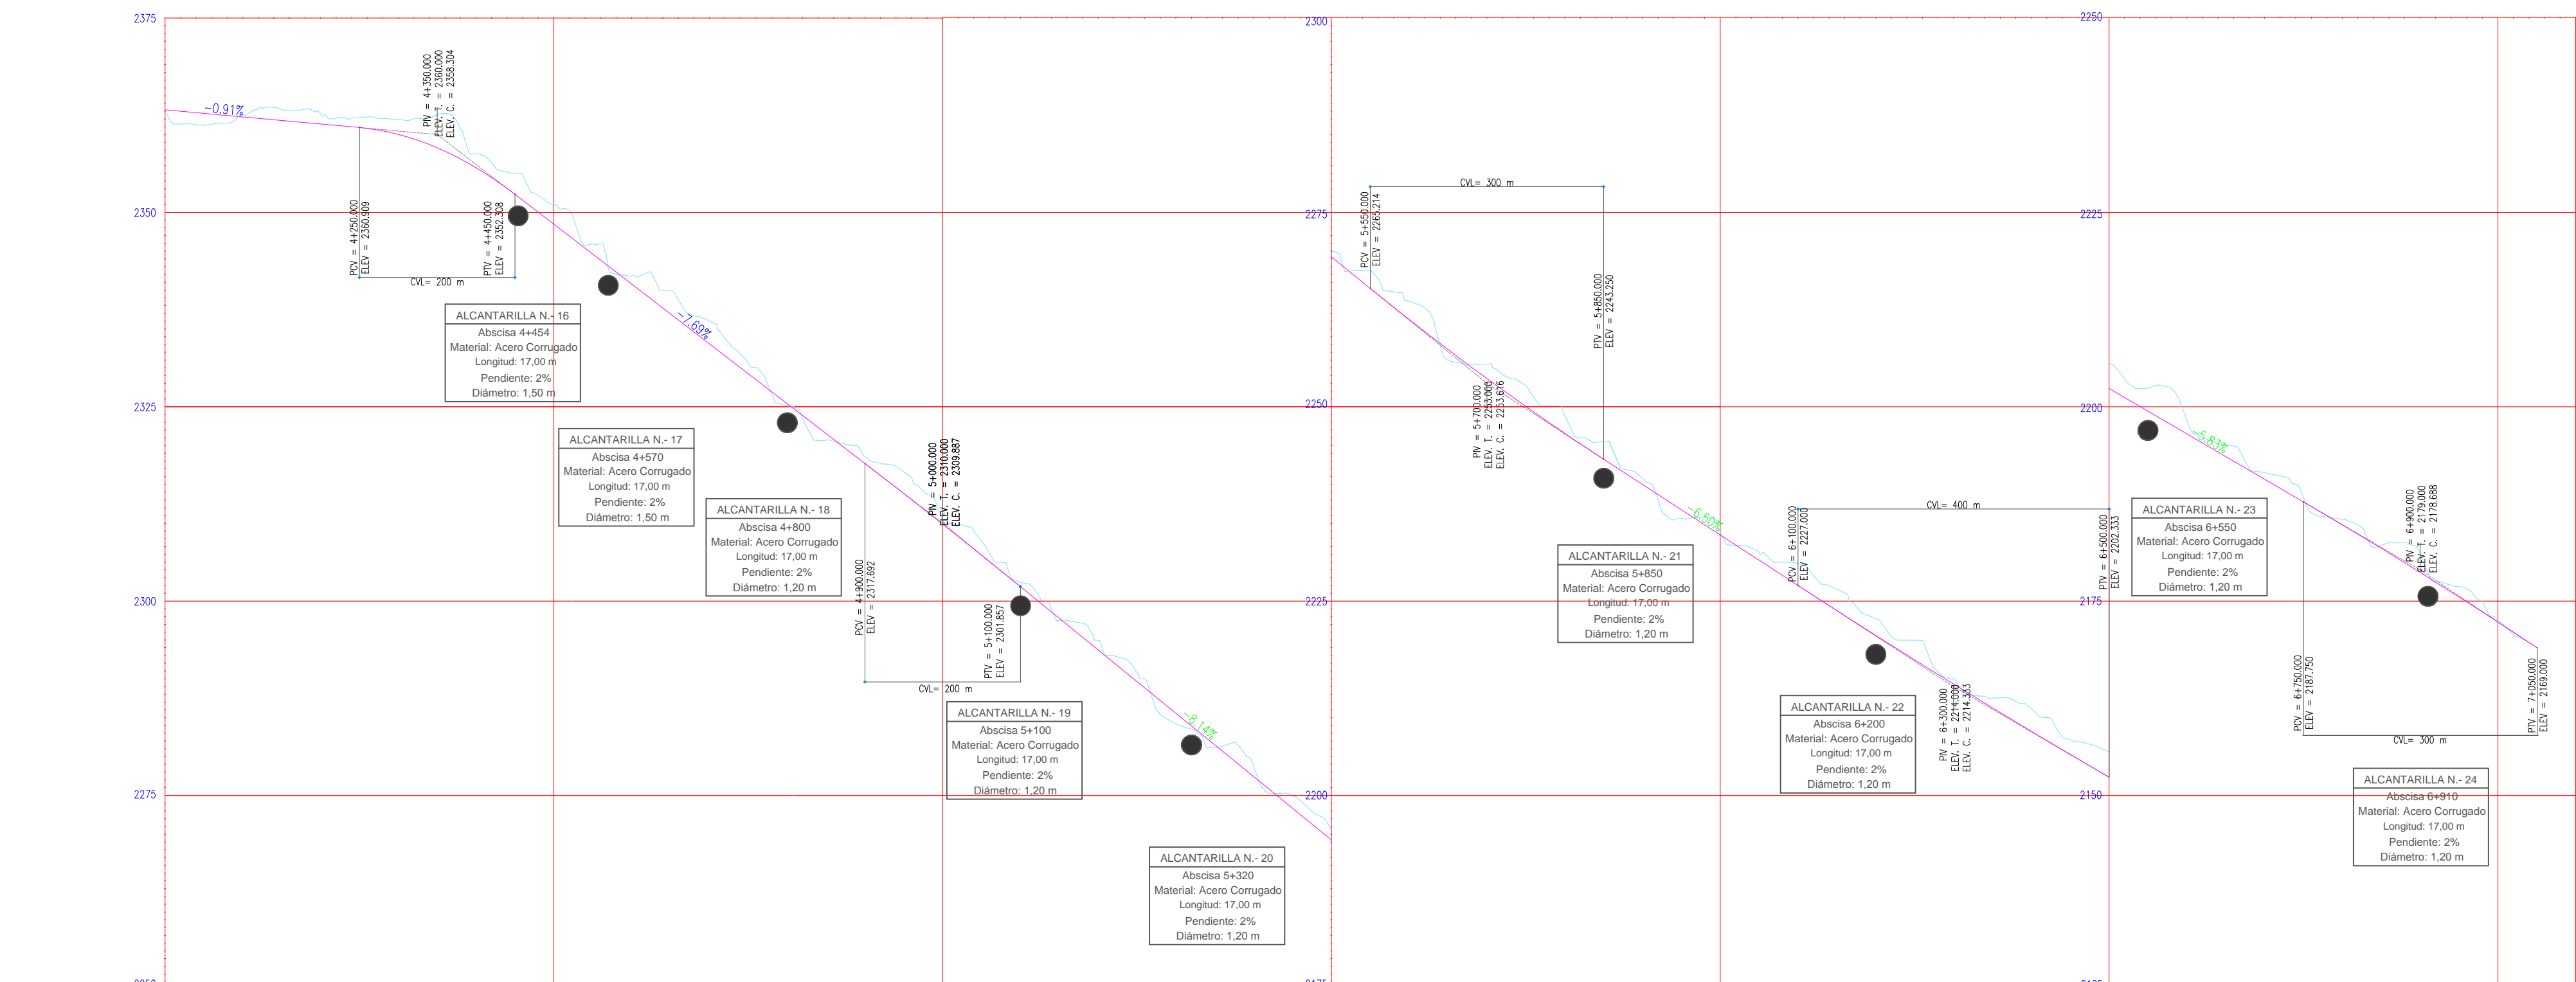 2375
2350
2325
2300
2275
-0.91%
PIV = 4+350.000
ELEV. T. = 2360.000
ELEV. C. = 2358.304
PCV = 4+250.000
ELEV = 2360.909
PTV = 4+450.000
ELEV = 2352.308
CVL= 200 m
ALCANTARILLA N.- 16
Abscisa 4+454
Material: Acero Corrugado
Longitud: 17,00 m
Pendiente: 2%
Diámetro: 1,50 m
-7.69%
ALCANTARILLA N.- 17
Abscisa 4+570
Material: Acero Corrugado
Longitud: 17,00 m
Pendiente: 2%
Diámetro: 1,50 m
ALCANTARILLA N.- 18
Abscisa 4+800
Material: Acero Corrugado
Longitud: 17,00 m
Pendiente: 2%
Diámetro: 1,20 m
PIV = 5+000.000
ELEV. T. = 2310.000
ELEV. C. = 2309.887
PCV = 4+900.000
ELEV = 2317.692
PTV = 5+100.000
ELEV = 2301.857
CVL= 200 m
ALCANTARILLA N.- 19
Abscisa 5+100
Material: Acero Corrugado
Longitud: 17,00 m
Pendiente: 2%
Diámetro: 1,20 m
-8.14%
ALCANTARILLA N.- 20
Abscisa 5+320
Material: Acero Corrugado
Longitud: 17,00 m
Pendiente: 2%
Diámetro: 1,20 m
2300
2275
2250
2225
2200
CVL= 300 m
PCV = 5+550.000
ELEV = 2265.214
PTV = 5+850.000
ELEV = 2243.250
PIV = 5+700.000
ELEV. T. = 2253.000
ELEV. C. = 2253.616
ALCANTARILLA N.- 21
Abscisa 5+850
Material: Acero Corrugado
Longitud: 17,00 m
Pendiente: 2%
Diámetro: 1,20 m
-6.50%
CVL= 400 m
PCV = 6+100.000
ELEV = 2227.000
PTV = 6+500.000
ELEV = 2202.333
PIV = 6+300.000
ELEV. T. = 2214.000
ELEV. C. = 2214.333
ALCANTARILLA N.- 22
Abscisa 6+200
Material: Acero Corrugado
Longitud: 17,00 m
Pendiente: 2%
Diámetro: 1,20 m
2250
2225
2200
2175
2150
-5.83%
ALCANTARILLA N.- 23
Abscisa 6+550
Material: Acero Corrugado
Longitud: 17,00 m
Pendiente: 2%
Diámetro: 1,20 m
PIV = 6+900.000
ELEV. T. = 2179.000
ELEV. C. = 2178.688
PCV = 6+750.000
ELEV = 2187.750
PTV = 7+050.000
ELEV = 2169.000
CVL= 300 m
ALCANTARILLA N.- 24
Abscisa 6+910
Material: Acero Corrugado
Longitud: 17,00 m
Pendiente: 2%
Diámetro: 1,20 m